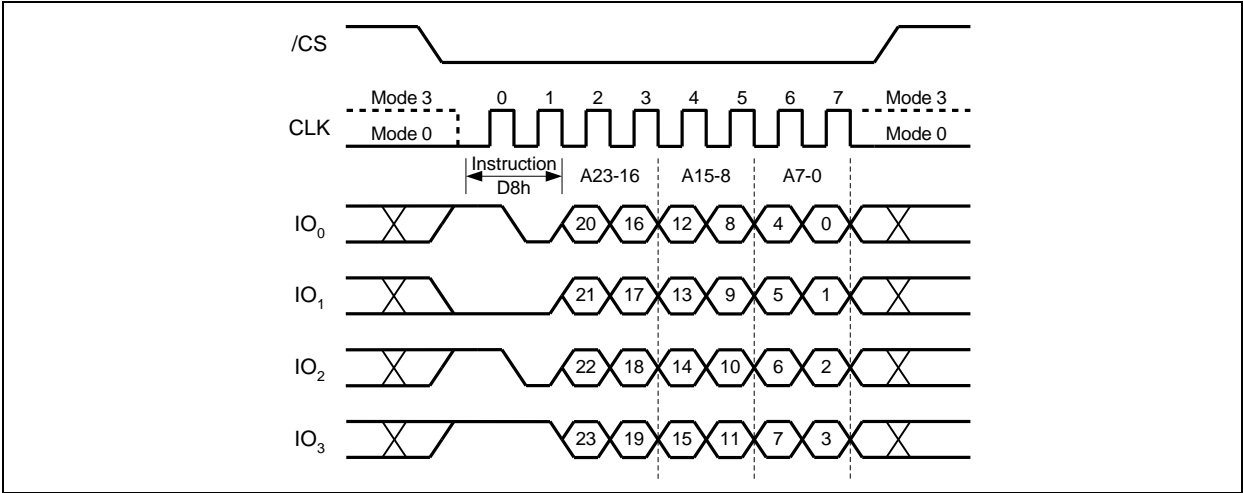 /CS
Mode 3 0 1 2 3 4 5 6 7 Mode 3
CLK Mode 0 Mode 0
Instruction
D8h A23-16 A15-8 A7-0
IO0 20 16 12 8 4 0
IO1 21 17 13 9 5 1
IO2 22 18 14 10 6 2
IO3 23 19 15 11 7 3